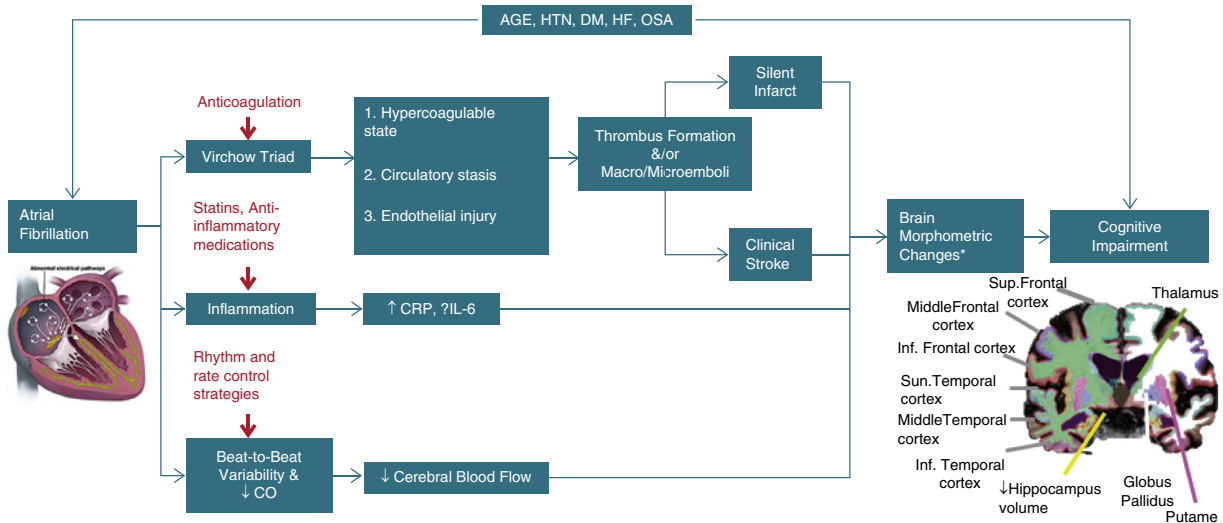 AGE, HTN, DM, HF, OSA
Anticoagulation
Virchow Triad
1. Hypercoagulable
state
2. Circulatory stasis
3. Endothelial injury
Thrombus Formation
&/or
Macro/Microemboli
Silent
Infarct
Clinical
Stroke
Atrial
Fibrillation
Statins, Anti-
inflammatory
medications
Inflammation
↑ CRP, ?IL-6
Rhythm and
rate control
strategies
Beat-to-Beat
Variability &
↓ CO
↓ Cerebral Blood Flow
Brain
Morphometric
Changes*
Cognitive
Impairment
Abnormal electrical pathways
Sup.Frontal
cortex
MiddleFrontal
cortex
Inf. Frontal cortex
Sun.Temporal
cortex
MiddleTemporal
cortex
Inf. Temporal
cortex
↓Hippocampus
volume
Thalamus
Globus
Pallidus
Putame